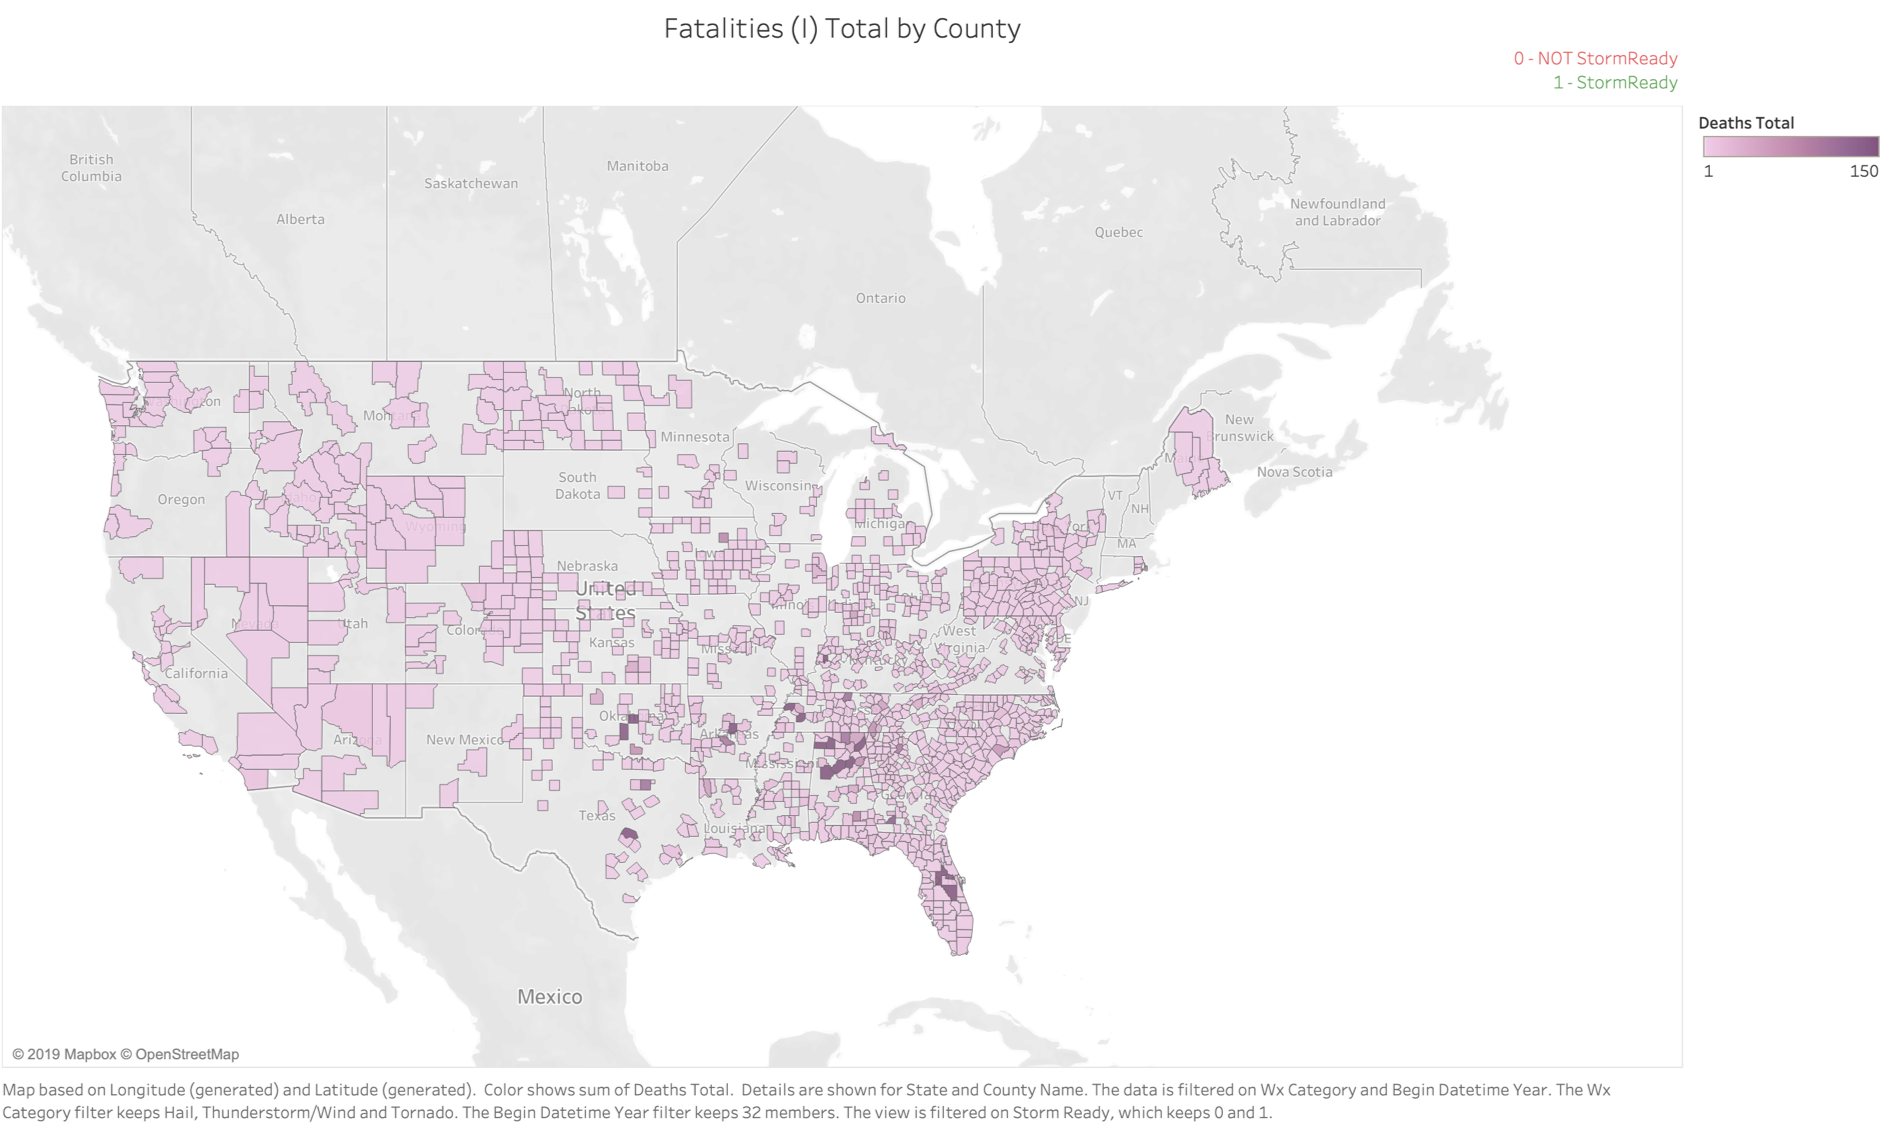 Fatalities (I) Total by County
0 - NOT StormReady
1 - StormReady
Deaths Total
1
150
British
Columbia
Alberta
Saskatchewan
Manitoba
Ontario
Quebec
Newfoundland
and Labrador
New
Brunswick
Nova Scotia
North
Minnesota
South
Dakota
Wisconsin
Michigan
Oregon
Idaho
Wyoming
VT
NH
MA
NJ
Nebraska
United
States
Nevada
Utah
Colorado
Kansas
Missouri
Kentucky
West
Virginia
California
Arizona
New Mexico
Oklahoma
Arkansas
Mississippi
Georgia
Texas
Louisiana
Mexico
© 2019 Mapbox © OpenStreetMap
Map based on Longitude (generated) and Latitude (generated). Color shows sum of Deaths Total. Details are shown for State and County Name. The data is filtered on Wx Category and Begin Datetime Year. The Wx
Category filter keeps Hail, Thunderstorm/Wind and Tornado. The Begin Datetime Year filter keeps 32 members. The view is filtered on Storm Ready, which keeps 0 and 1.